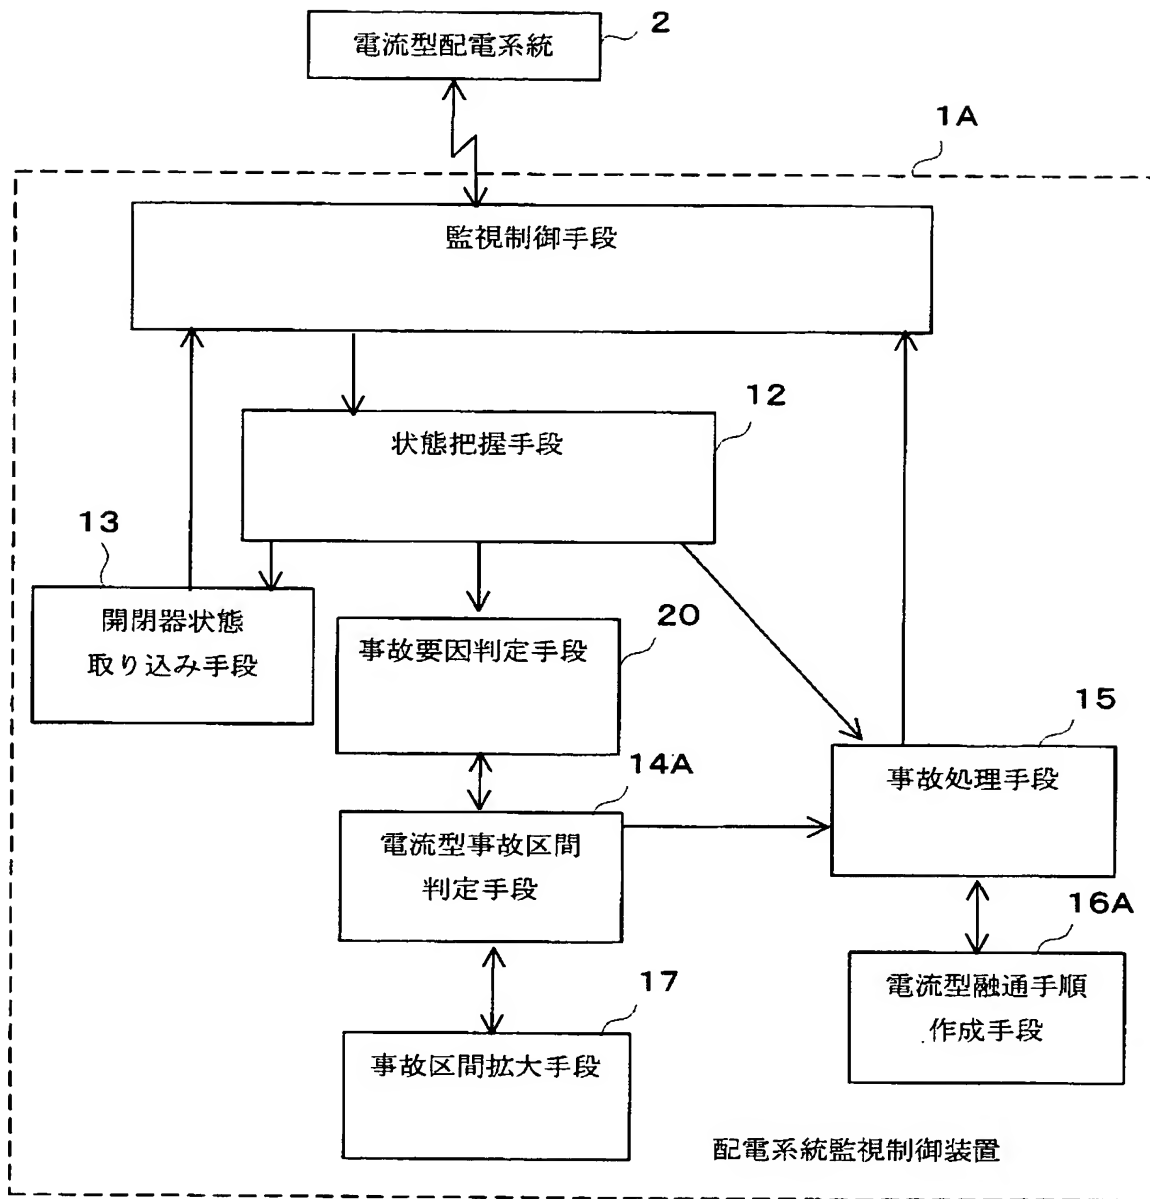 電流型配電系統
2
1A
監視制御手段
12
状態把握手段
13
開閉器状態
取り込み手段
20
事故要因判定手段
15
事故処理手段
14A
電流型事故区間
判定手段
16A
電流型融通手順
作成手段
17
事故区間拡大手段
配電系統監視制御装置